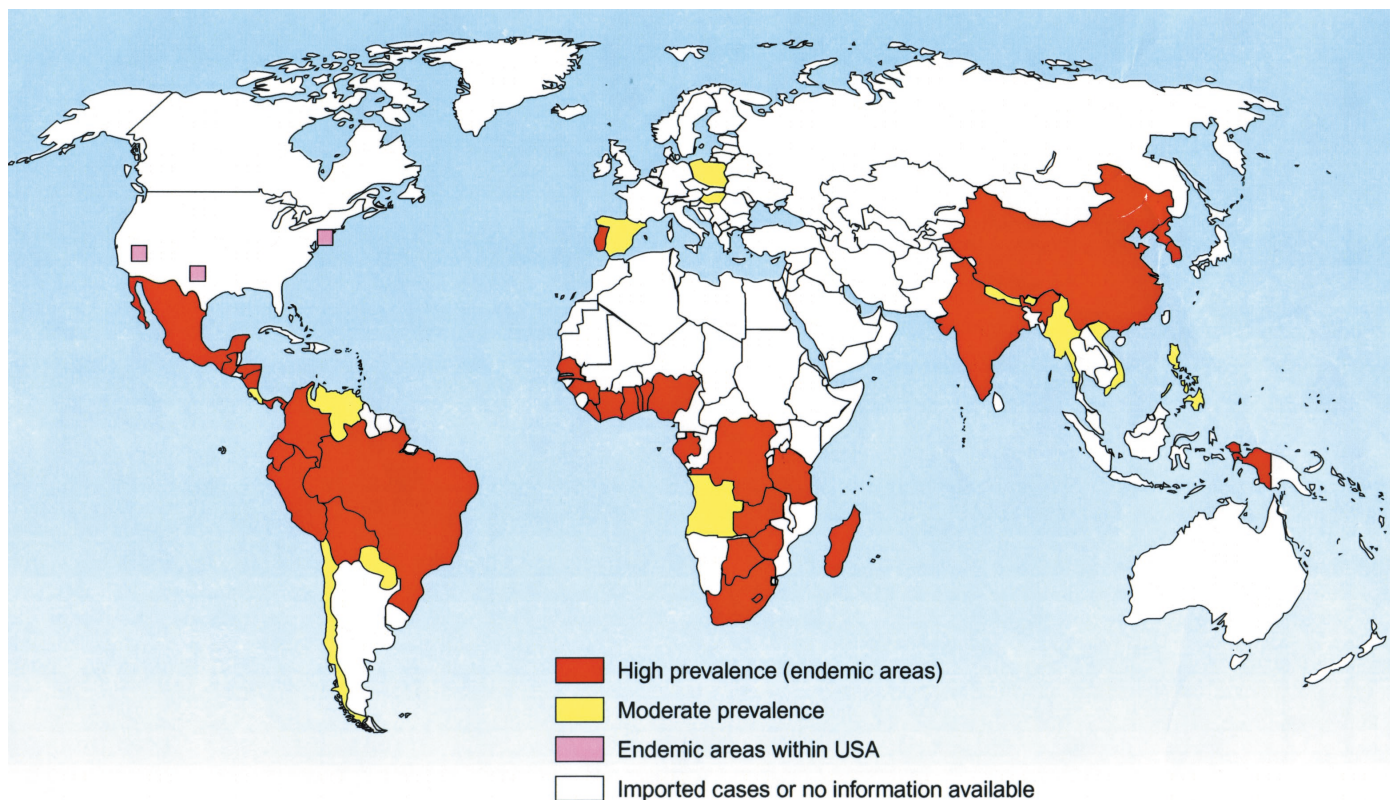 High prevalence (endemic areas)
Moderate prevalence
Endemic areas within USA
Imported cases or no information available